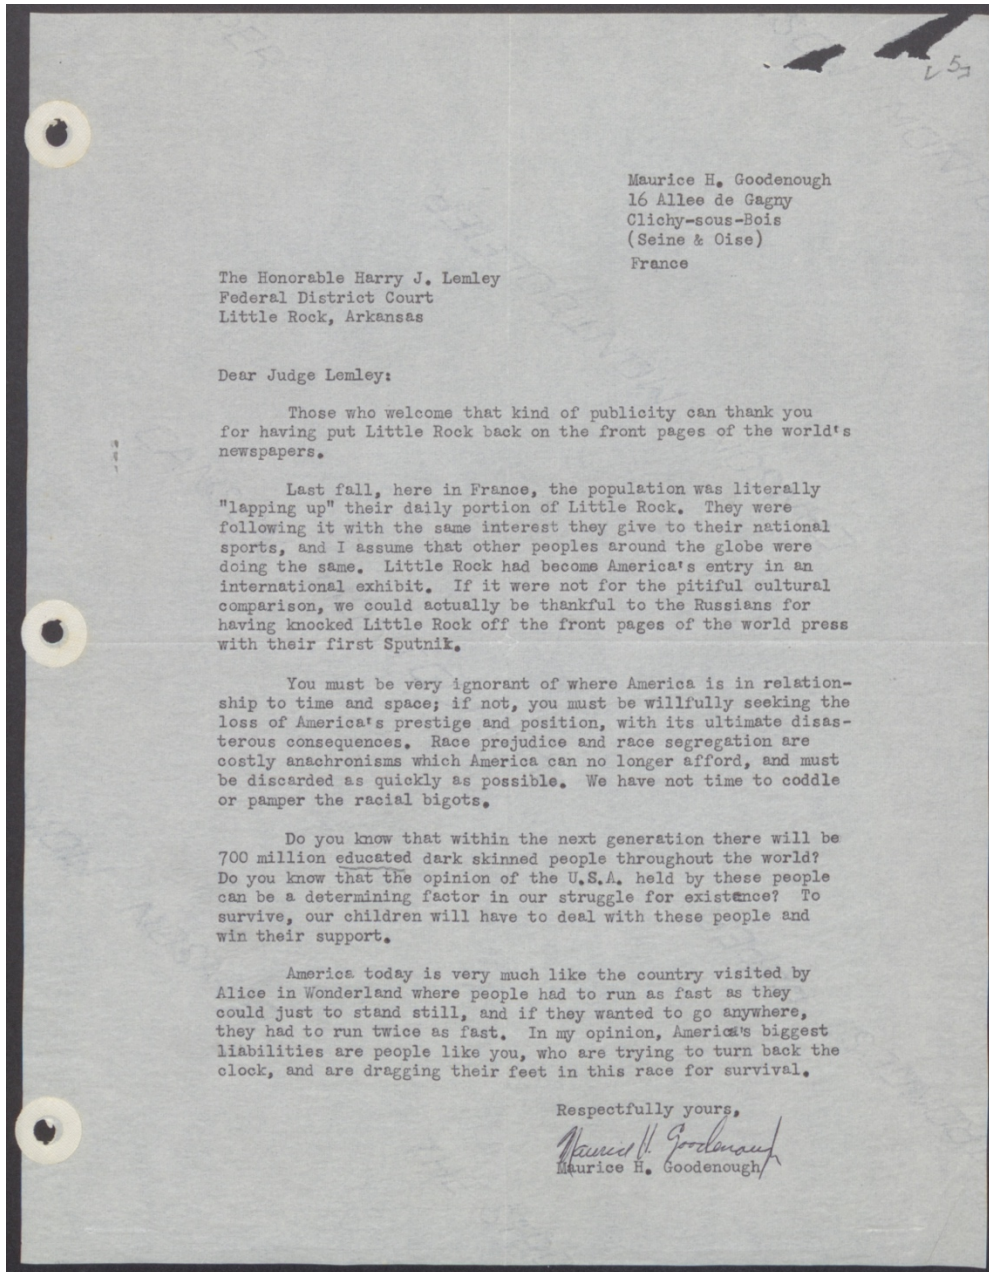 [5]
Maurice H. Goodenough
16 Allee de Gagny
Clichy-sous-Bois
(Seine & Oise)
France
The Honorable Harry J. Lemley
Federal District Court
Little Rock, Arkansas
Dear Judge Lemley:
Those who welcome that kind of publicity can thank you
for having put Little Rock back on the front pages of the world's
newspapers.
Last fall, here in France, the population was literally
"lapping up" their daily portion of Little Rock. They were
following it with the same interest they give to their national
sports, and I assume that other peoples around the globe were
doing the same. Little Rock had become America's entry in an
international exhibit. If it were not for the pitiful cultural
comparison, we could actually be thankful to the Russians for
having knocked Little Rock off the front pages of the world press
with their first Sputnik.
You must be very ignorant of where America is in relation-
ship to time and space; if not, you must be willfully seeking the
loss of America's prestige and position, with its ultimate disas-
terous consequences. Race prejudice and race segregation are
costly anachronisms which America can no longer afford, and must
be discarded as quickly as possible. We have not time to coddle
or pamper the racial bigots.
Do you know that within the next generation there will be
700 million educated dark skinned people throughout the world?
Do you know that the opinion of the U.S.A. held by these people
can be a determining factor in our struggle for existence? To
survive, our children will have to deal with these people and
win their support.
America today is very much like the country visited by
Alice in Wonderland where people had to run as fast as they
could just to stand still, and if they wanted to go anywhere,
they had to run twice as fast. In my opinion, America's biggest
liabilities are people like you, who are trying to turn back the
clock, and are dragging their feet in this race for survival.
Respectfully yours,
Maurice H. Goodenough
Maurice H. Goodenough